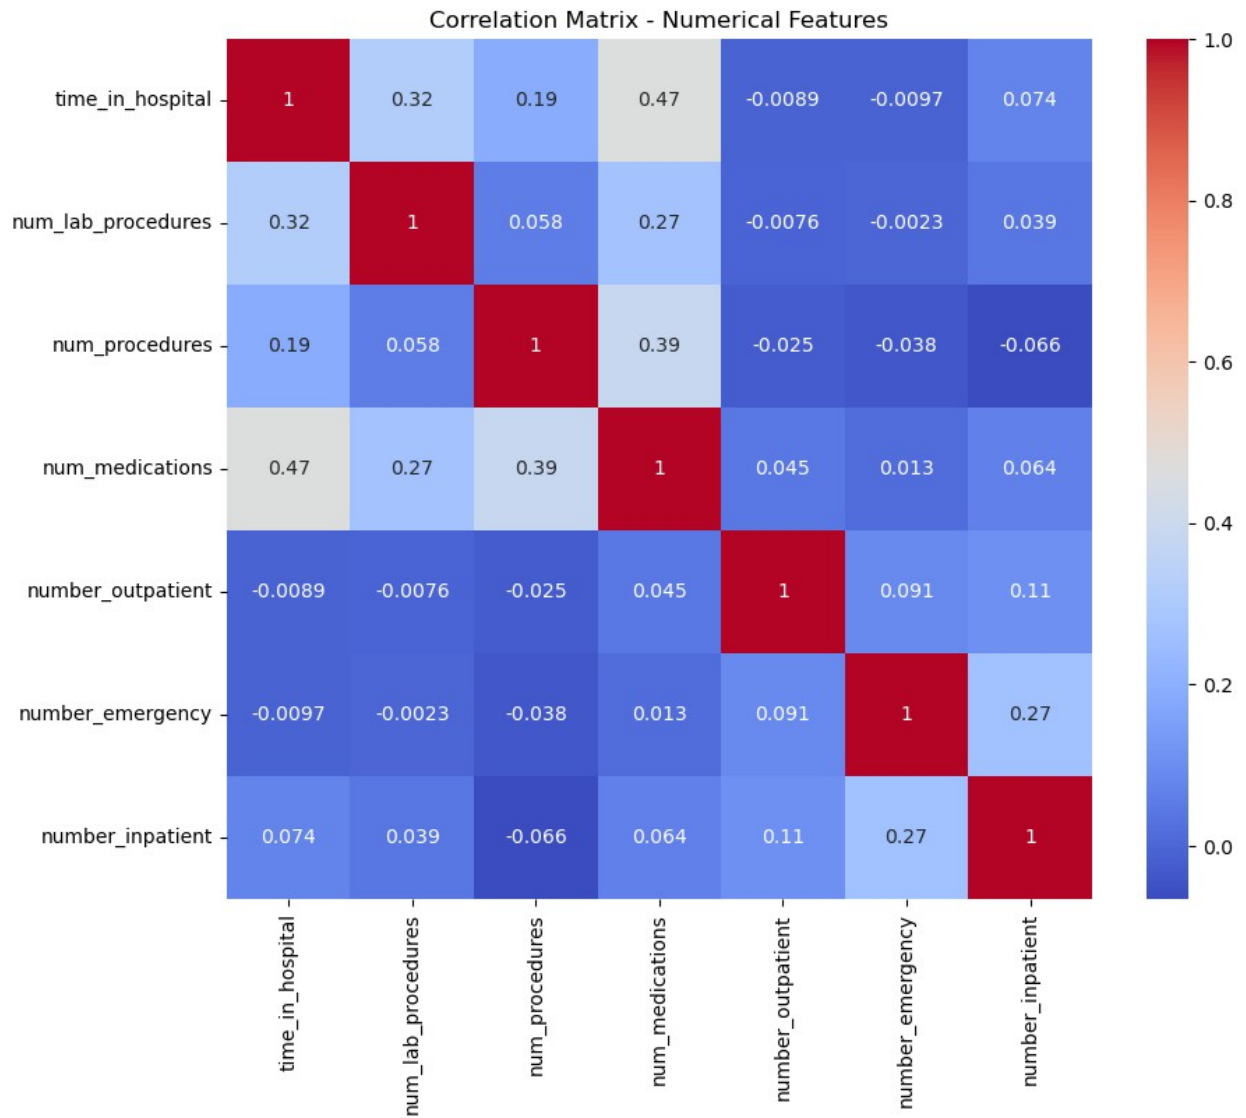 Correlation Matrix - Numerical Features
time_in_hospital 1 0.32 0.19 0.47 -0.0089 -0.0097 0.074
num_lab_procedures 0.32 1 0.058 0.27 -0.0076 -0.0023 0.039
num_procedures 0.19 0.058 1 0.39 -0.025 -0.038 -0.066
num_medications 0.47 0.27 0.39 1 0.045 0.013 0.064
number_outpatient -0.0089 -0.0076 -0.025 0.045 1 0.091 0.11
number_emergency -0.0097 -0.0023 -0.038 0.013 0.091 1 0.27
number_inpatient 0.074 0.039 -0.066 0.064 0.11 0.27 1
time_in_hospital
num_lab_procedures
num_procedures
num_medications
number_outpatient
number_emergency
number_inpatient
1.0
0.8
0.6
0.4
0.2
0.0